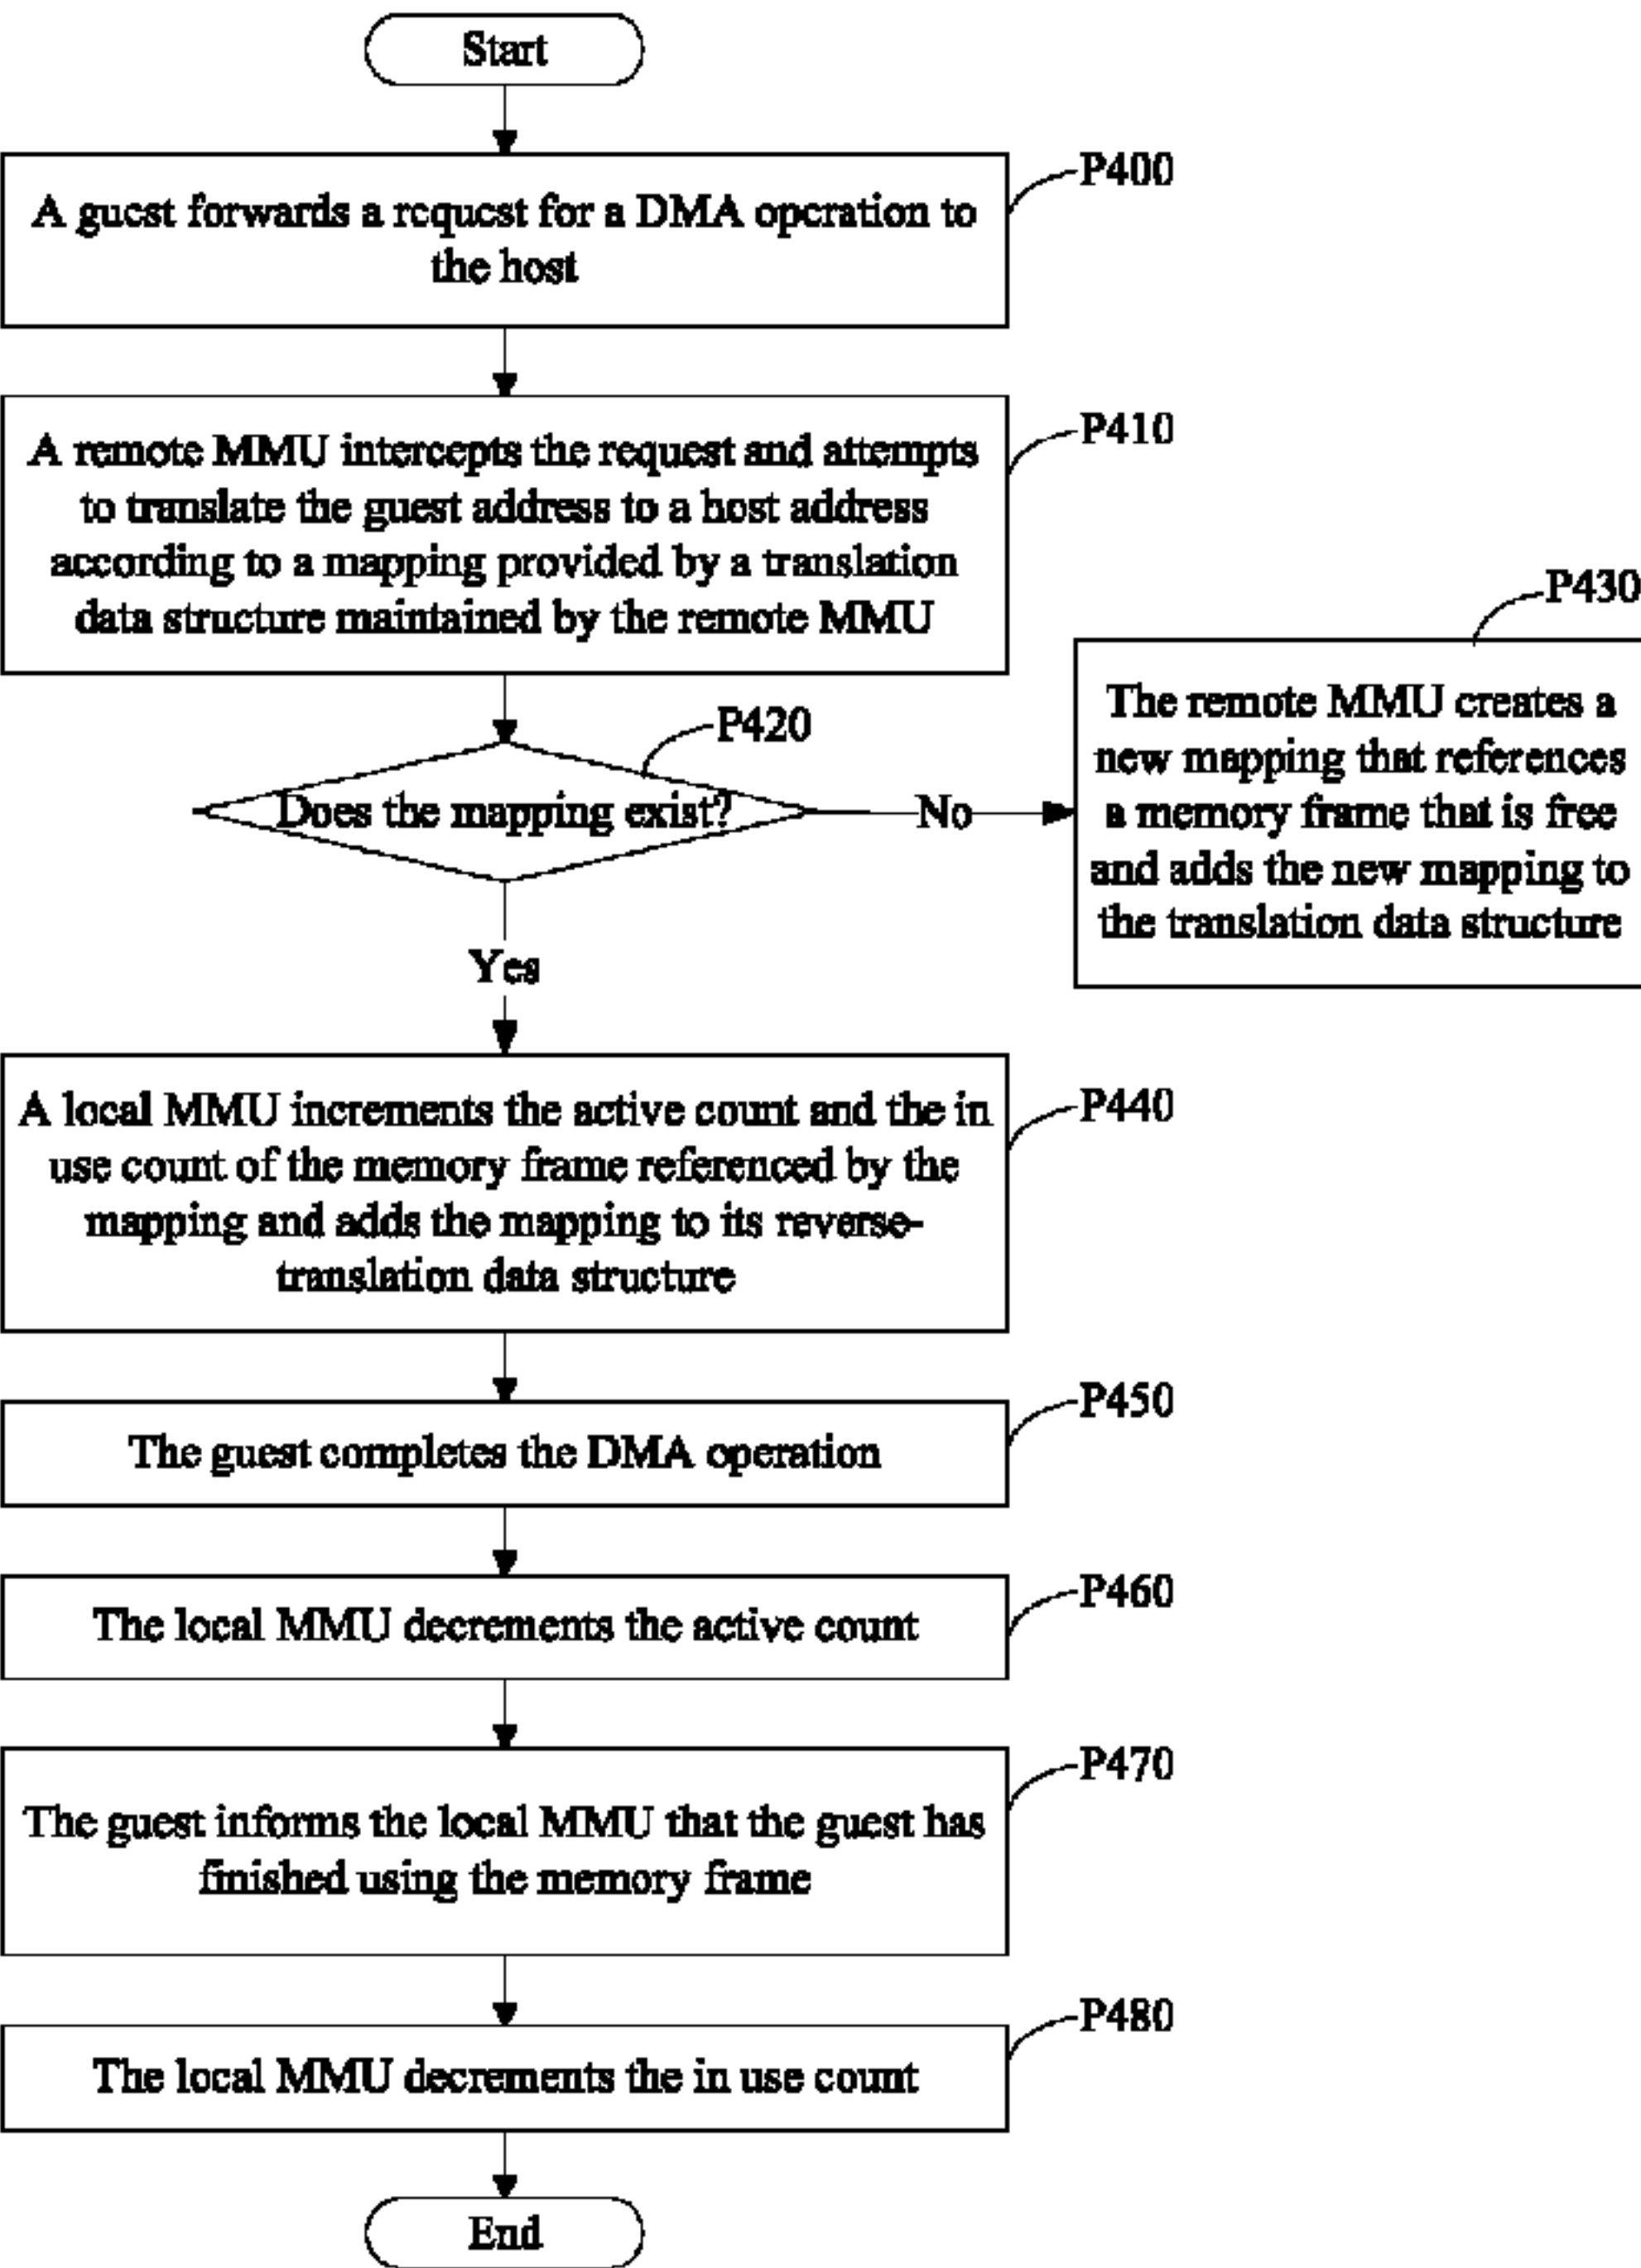 Start
P400
A guest forwards a request for a DMA operation to
the host
P410
A remote MMU intercepts the request and attempts
to translate the guest address to a host address
according to a mapping provided by a translation
data structure maintained by the remote MMU
P420
Does the mapping exist?
No
P430
The remote MMU creates a
new mapping that references
a memory frame that is free
and adds the new mapping to
the translation data structure
Yes
P440
A local MMU increments the active count and the in
use count of the memory frame referenced by the
mapping and adds the mapping to its reverse-
translation data structure
P450
The guest completes the DMA operation
P460
The local MMU decrements the active count
P470
The guest informs the local MMU that the guest has
finished using the memory frame
P480
The local MMU decrements the in use count
End